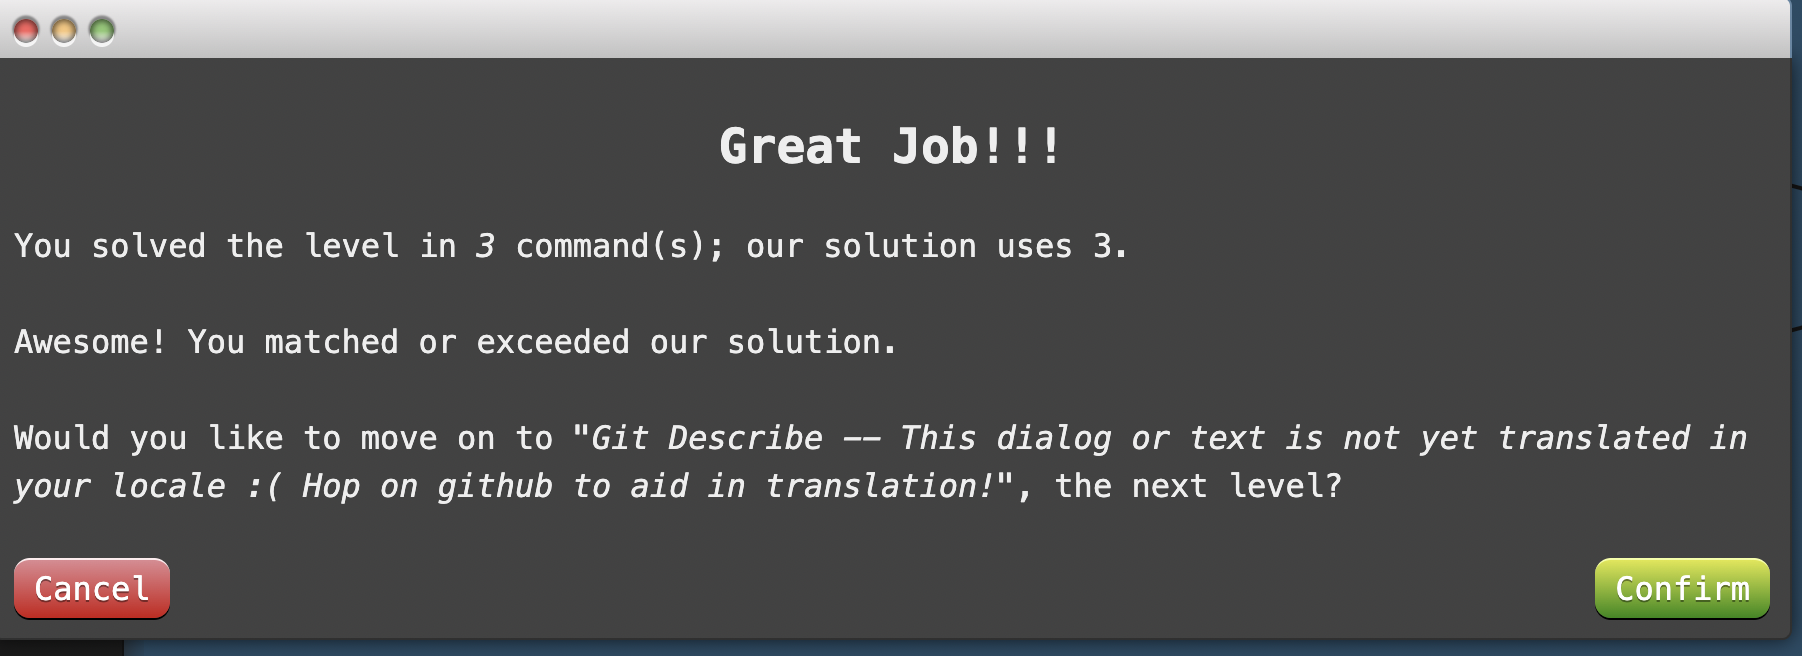 Great Job!!!
You solved the level in 3 command(s); our solution uses 3.
Awesome! You matched or exceeded our solution.
Would you like to move on to "Git Describe -- This dialog or text is not yet translated in
your locale :( Hop on github to aid in translation!", the next level?
Cancel
Confirm